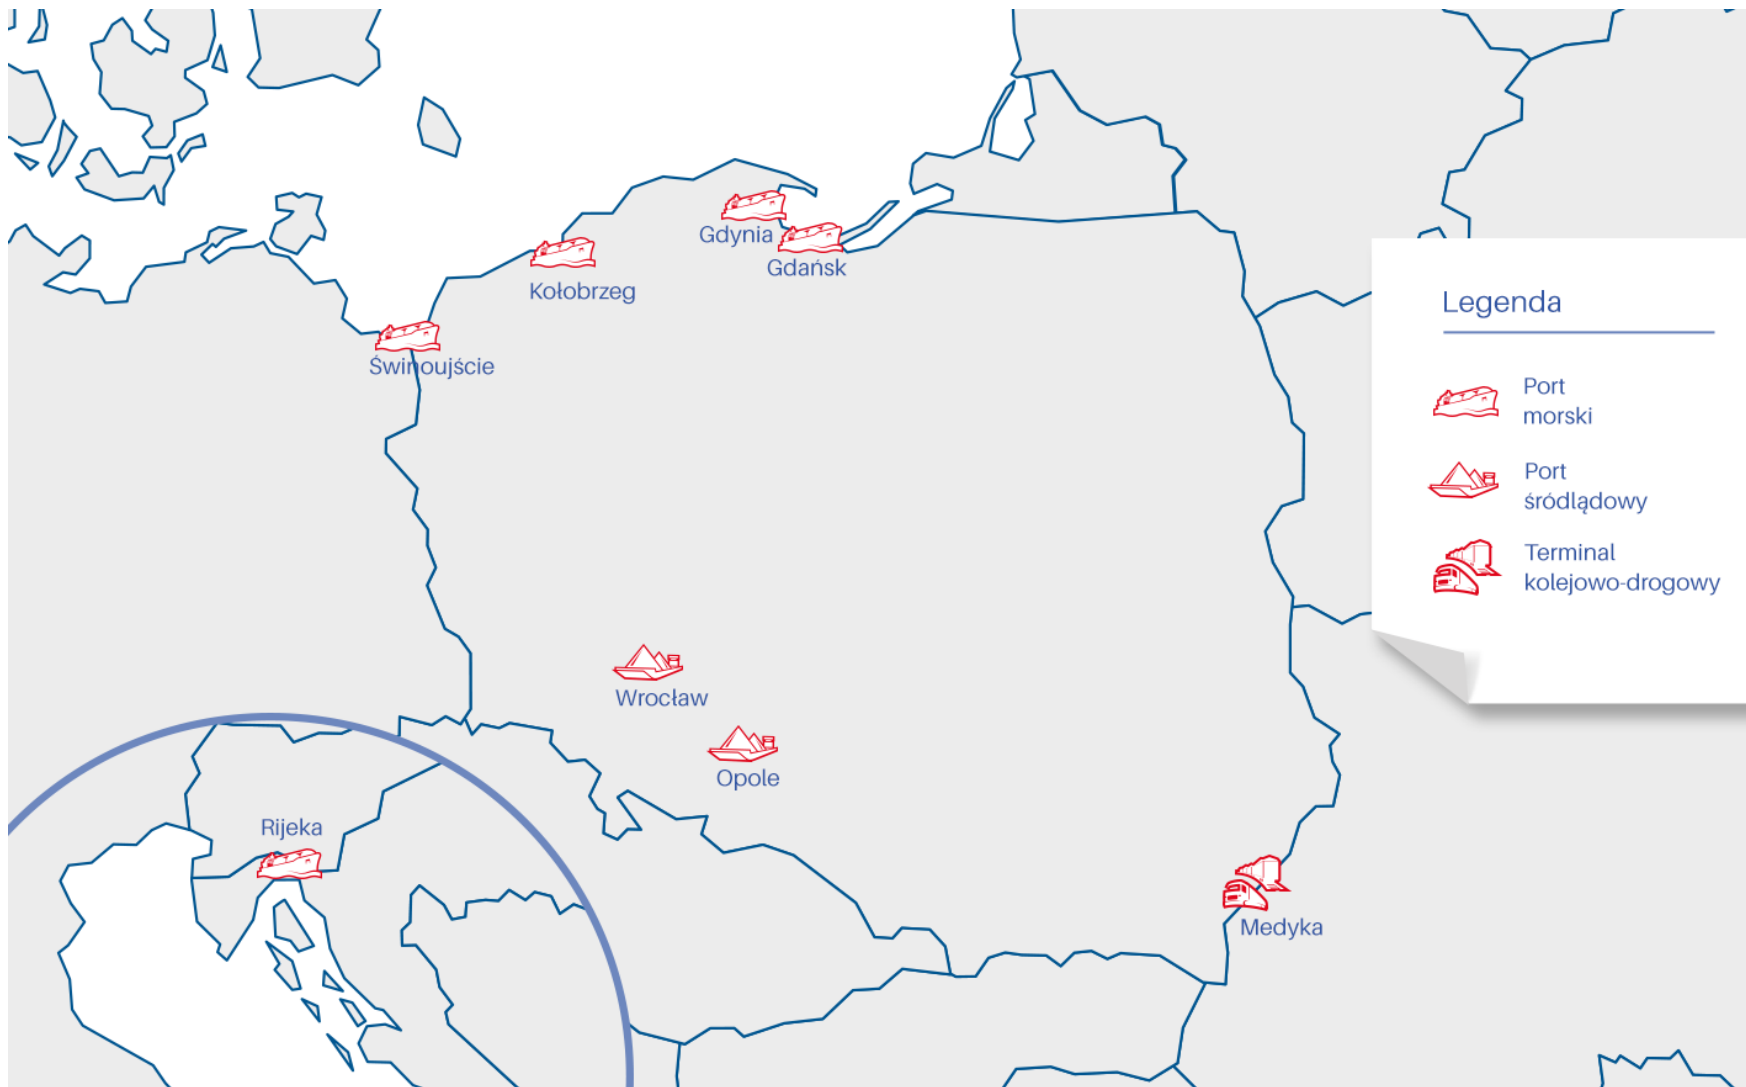 Gdynia
Gdańsk
Kołobrzeg
Świnoujście
Legenda
Port
morski
Port
śródlądowy
Terminal
kolejowo-drogowy
Wrocław
Opole
Rijeka
Medyka